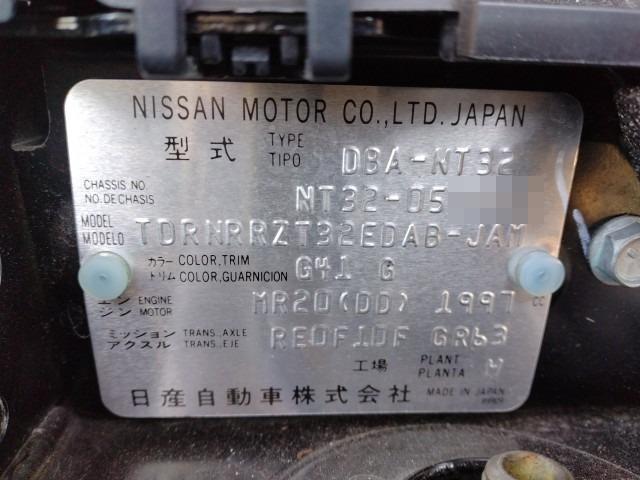 NISSAN MOTOR CO.,LTD. JAPAN
型式 TYPE TIPO DBA-NT32
CHASSIS NO. NO. DE CHASIS NT32-05
MODEL MODELO TDRNRRZT32EDAB-JAM
カラー COLOR,TRIM トリム COLOR,GUARNICION G41 G
エンジン ENGINE MOTOR MR20(DD) 1997 CC
ミッション アクスル TRANS.,AXLE TRANS.,EJE RE0F10F GR63
工場 PLANT PLANTA M
日産自動車株式会社 MADE IN JAPAN